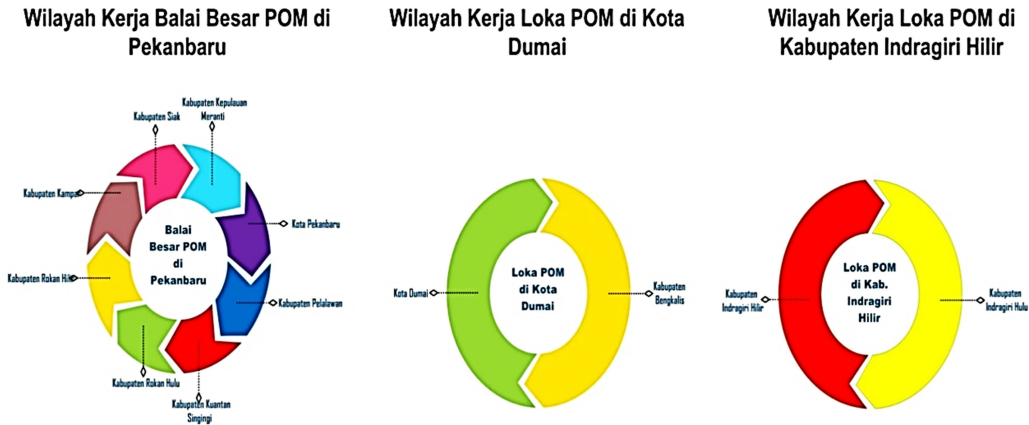 Wilayah Kerja Balai Besar POM di
Pekanbaru
Kabupaten Kepulauan
Meranti
Kabupaten Siak
Kabupaten Kampar
Kota Pekanbaru
Balai
Besar POM
di
Pekanbaru
Kabupaten Rokan Hilir
Kabupaten Pelalawan
Kabupaten Rokan Hulu
Kabupaten Kuantan
Singingi
Wilayah Kerja Loka POM di Kota
Dumai
Kota Dumai
Loka POM
di Kota
Dumai
Kabupaten
Bengkalis
Wilayah Kerja Loka POM di
Kabupaten Indragiri Hilir
Kabupaten
Indragiri Hilir
Loka POM
di Kab.
Indragiri
Hilir
Kabupaten
Indragiri Hulu